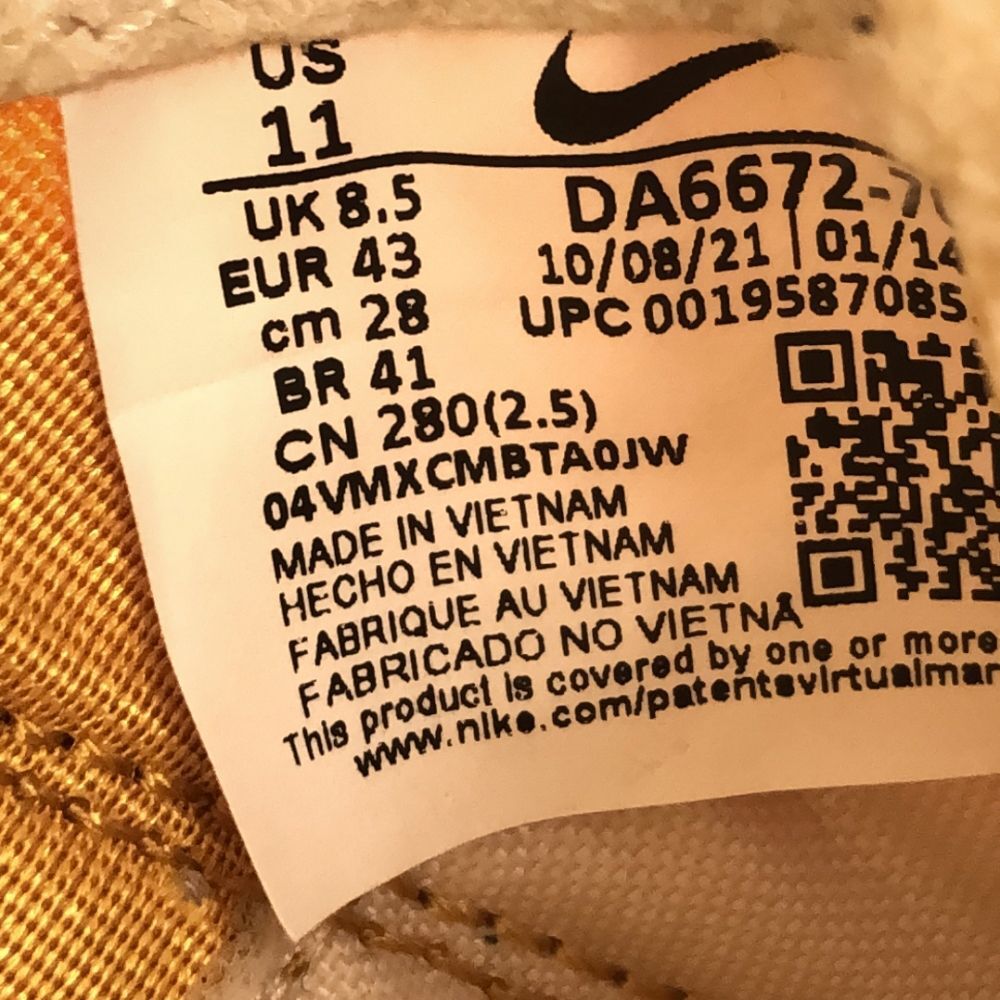 US
11
UK 8.5
EUR 43
cm 28
BR 41
CN 280(2.5)
04VMXCMBTA0JW
MADE IN VIETNAM
HECHO EN VIETNAM
FABRIQUE AU VIETNAM
FABRICADO NO VIETNA
This product is covered by one or more
www.nike.com/patentsvirtualmar
DA6672-7
10/08/21 | 01/14
UPC 0019587085